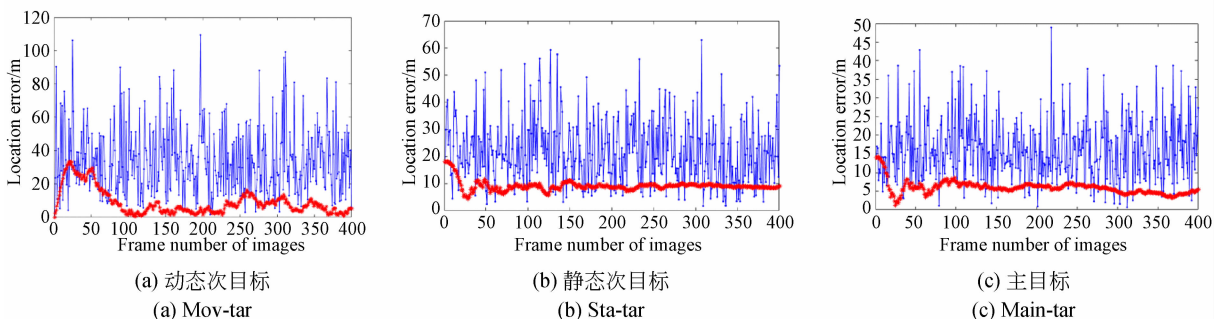 120
100
80
60
40
20
0
Location error/m
0 50 100 150 200 250 300 350 400
Frame number of images
(a) 动态次目标
(a) Mov-tar
70
60
50
40
30
20
10
0
Location error/m
0 50 100 150 200 250 300 350 400
Frame number of images
(b) 静态次目标
(b) Sta-tar
50
45
40
35
30
25
20
15
10
5
0
Location error/m
0 50 100 150 200 250 300 350 400
Frame number of images
(c) 主目标
(c) Main-tar